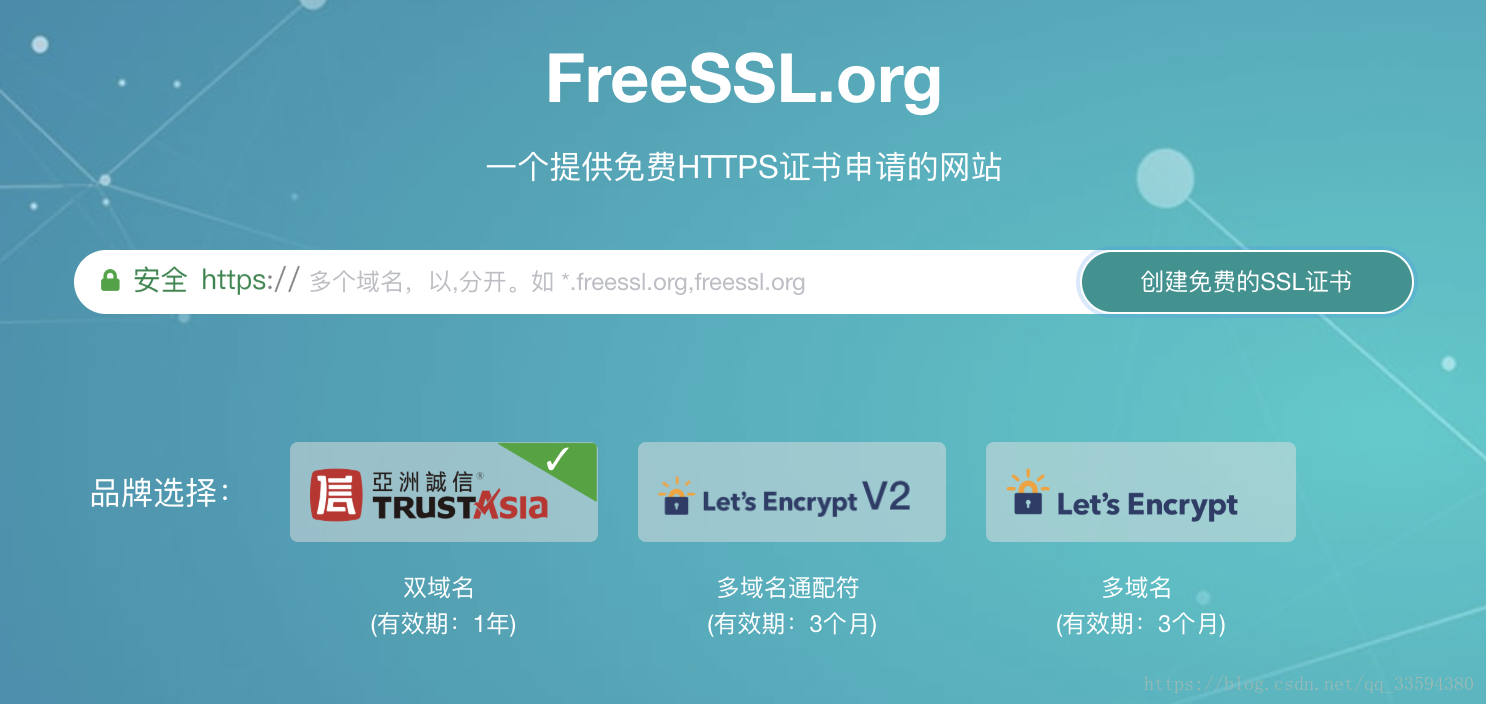 FreeSSL.org
一个提供免费HTTPS证书申请的网站
安全 https:// 多个域名，以,分开。如 *.freessl.org,freessl.org
创建免费的SSL证书
品牌选择：
信
亞洲誠信®
TRUSTASIA
Let's Encrypt V2
Let's Encrypt
双域名
(有效期：1年)
多域名通配符
(有效期：3个月)
多域名
(有效期：3个月)
https://blog.csdn.net/qq_33594380